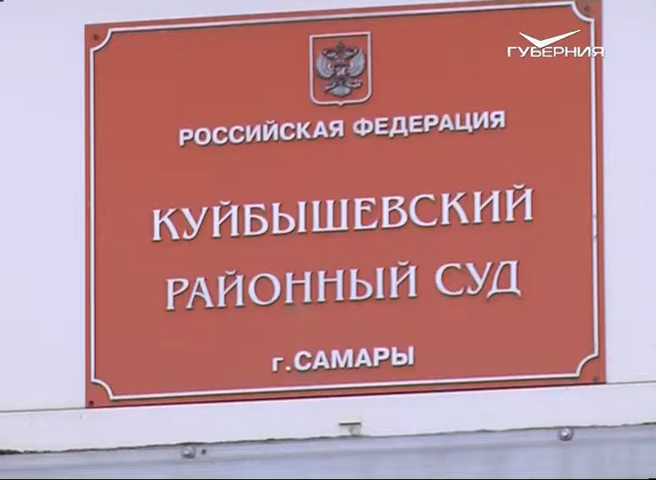 ГУБЕРНИЯ
РОССИЙСКАЯ ФЕДЕРАЦИЯ
КУЙБЫШЕВСКИЙ
РАЙОННЫЙ СУД
г. САМАРЫ